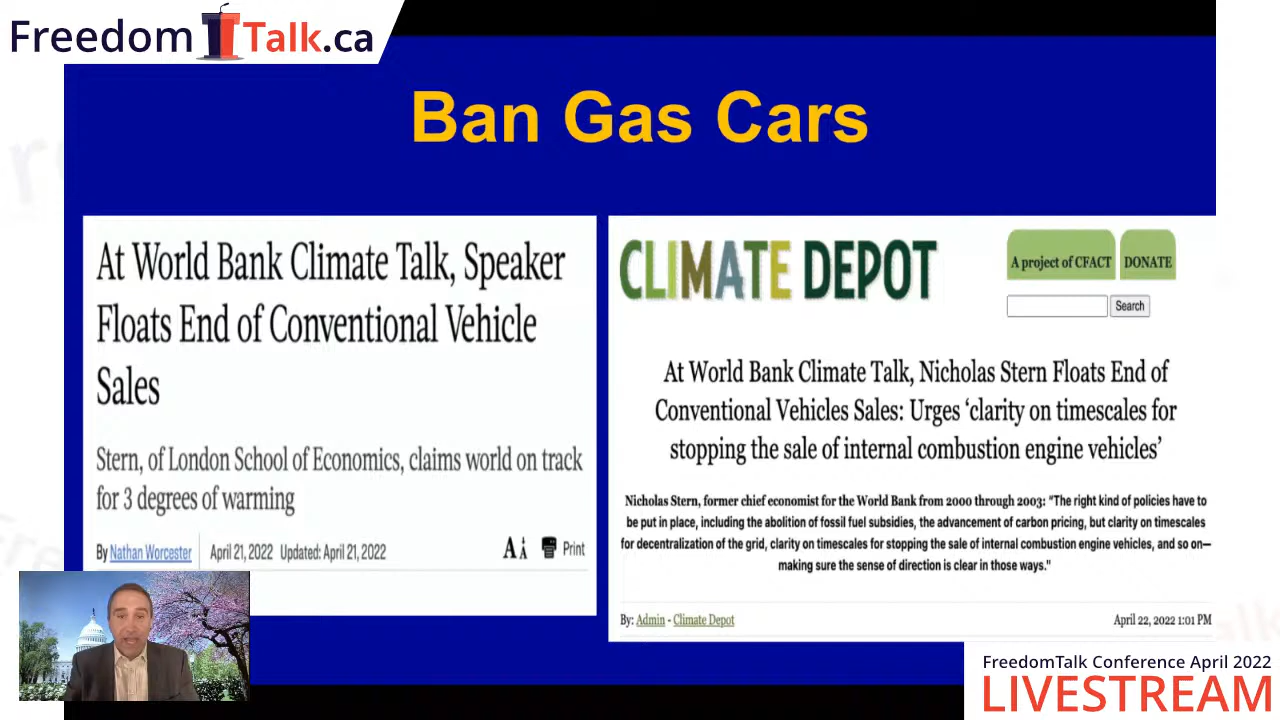 Freedom Talk.ca
Ban Gas Cars
At World Bank Climate Talk, Speaker
Floats End of Conventional Vehicle
Sales
Stern, of London School of Economics, claims world on track
for 3 degrees of warming
By Nathan Worcester April 21, 2022 Updated: April 21, 2022 AA Print
CLIMATE DEPOT
A project of CFACT DONATE
Search
At World Bank Climate Talk, Nicholas Stern Floats End of
Conventional Vehicles Sales: Urges ‘clarity on timescales for
stopping the sale of internal combustion engine vehicles’
Nicholas Stern, former chief economist for the World Bank from 2000 through 2003: "The right kind of policies have to
be put in place, including the abolition of fossil fuel subsidies, the advancement of carbon pricing, but clarity on timescales
for decentralization of the grid, clarity on timescales for stopping the sale of internal combustion engine vehicles, and so on—
making sure the sense of direction is clear in those ways."
By: Admin - Climate Depot April 22, 2022 1:01 PM
FreedomTalk Conference April 2022
LIVESTREAM